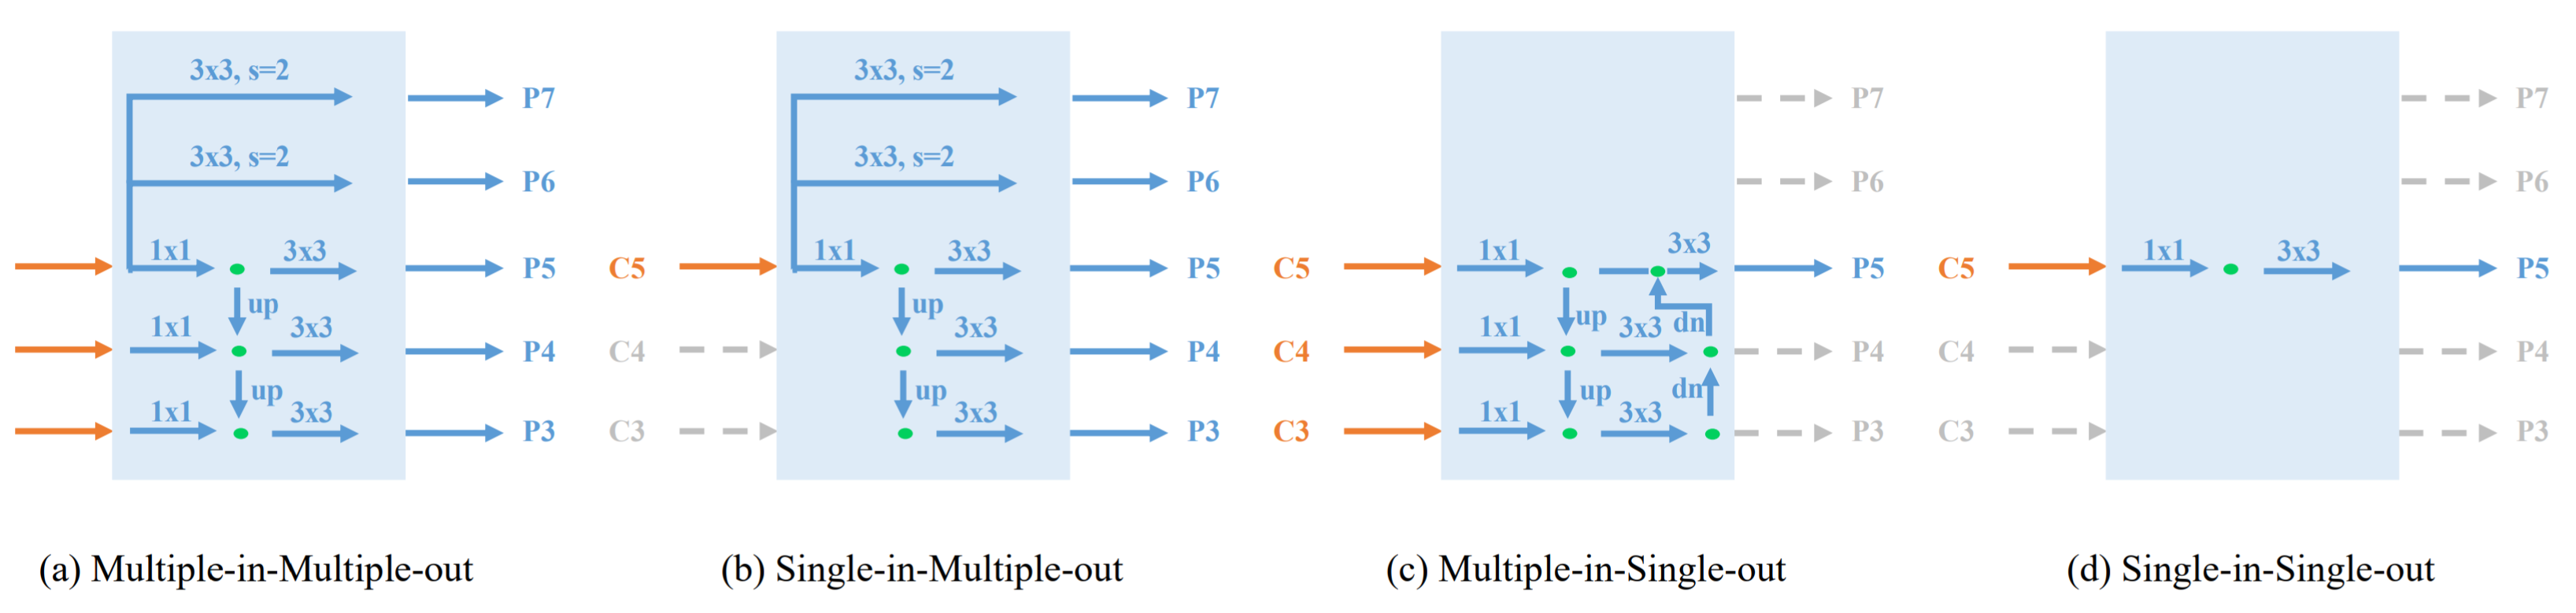 3x3, s=2
P7
3x3, s=2
P6
1x1
3x3
P5
up
1x1
3x3
P4
up
1x1
3x3
P3
(a) Multiple-in-Multiple-out
3x3, s=2
P7
3x3, s=2
P6
C5
1x1
3x3
P5
up
C4
3x3
P4
up
C3
3x3
P3
(b) Single-in-Multiple-out
P7
P6
C5
1x1
3x3
P5
up
dn
C4
1x1
3x3
P4
up
dn
C3
1x1
3x3
P3
(c) Multiple-in-Single-out
P7
P6
C5
1x1
3x3
P5
C4
P4
C3
P3
(d) Single-in-Single-out